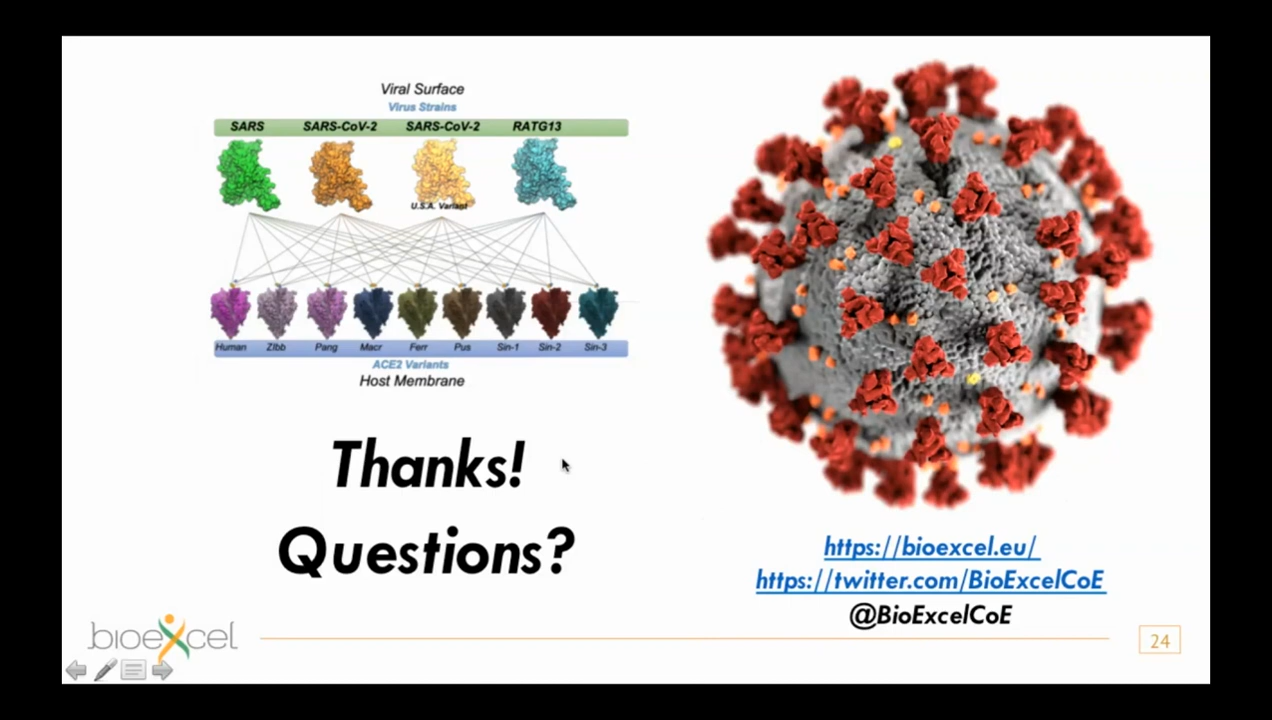 Viral Surface
Virus Strains
SARS SARS-CoV-2 SARS-CoV-2 RATG13
U.S.A. Variant
Human ZIbb Pang Macr Ferr Pus Sin-1 Sin-2 Sin-3
ACE2 Variants
Host Membrane
Thanks!
Questions?
https://bioexcel.eu/
https://twitter.com/BioExcelCoE
@BioExcelCoE
bioexcel
24